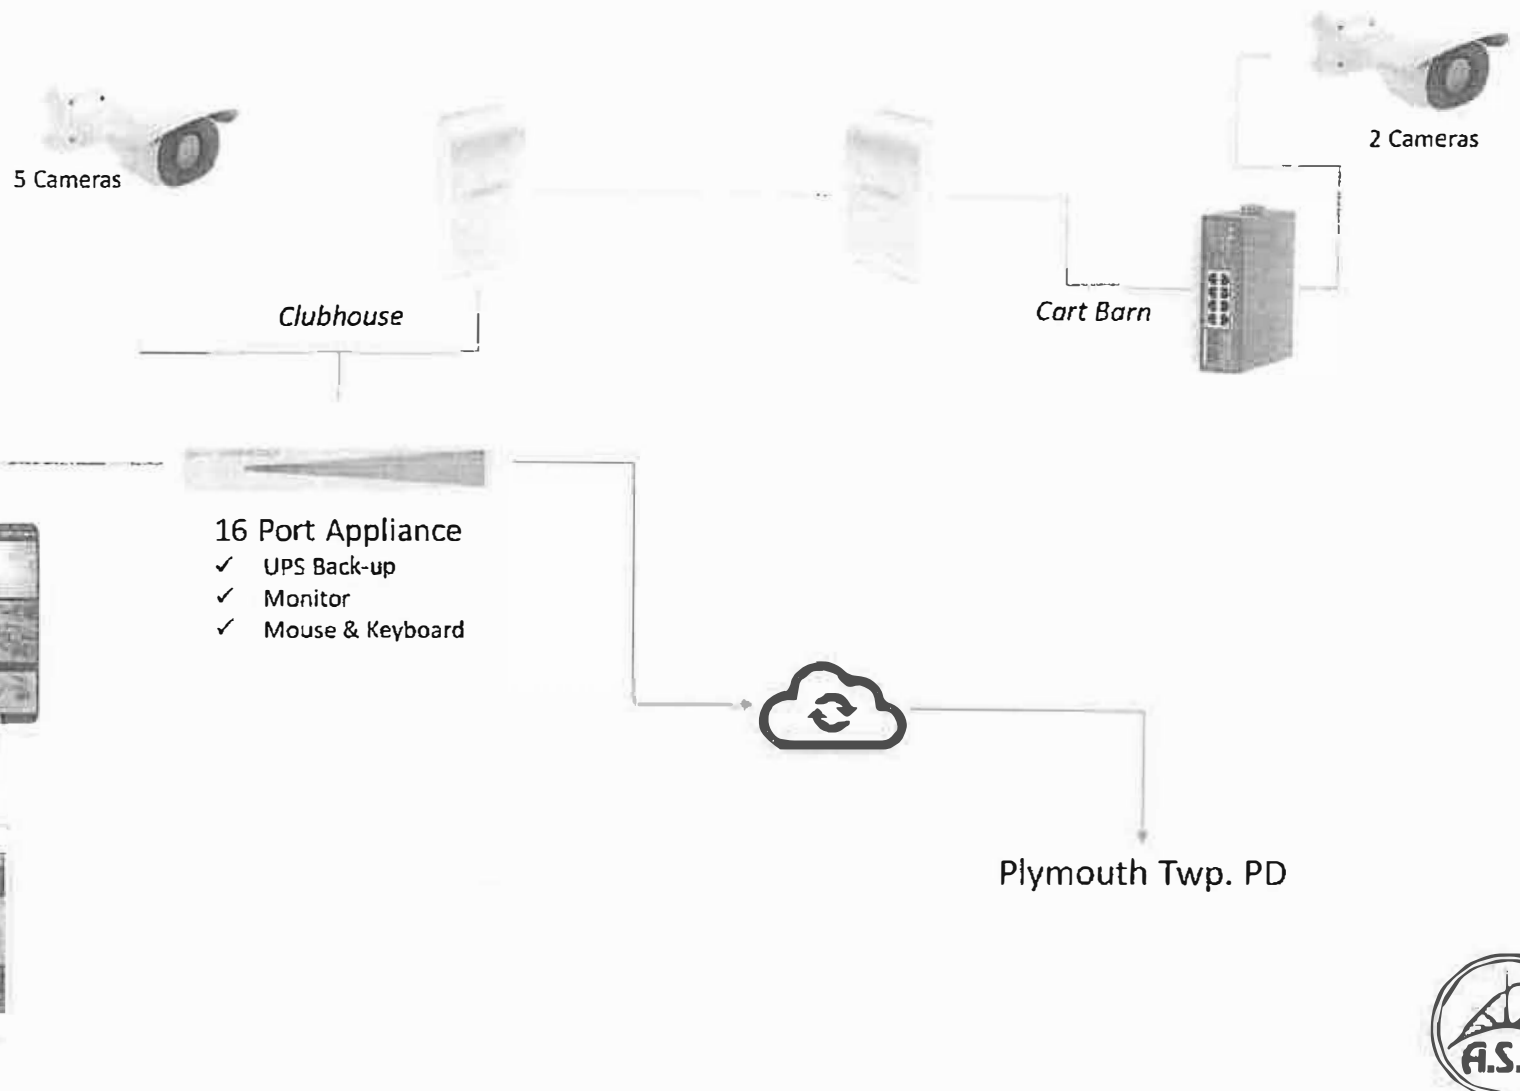 2 Cameras
5 Cameras
Clubhouse
Cart Barn
16 Port Appliance
✓ UPS Back-up
✓ Monitor
✓ Mouse & Keyboard
Plymouth Twp. PD
A.S.